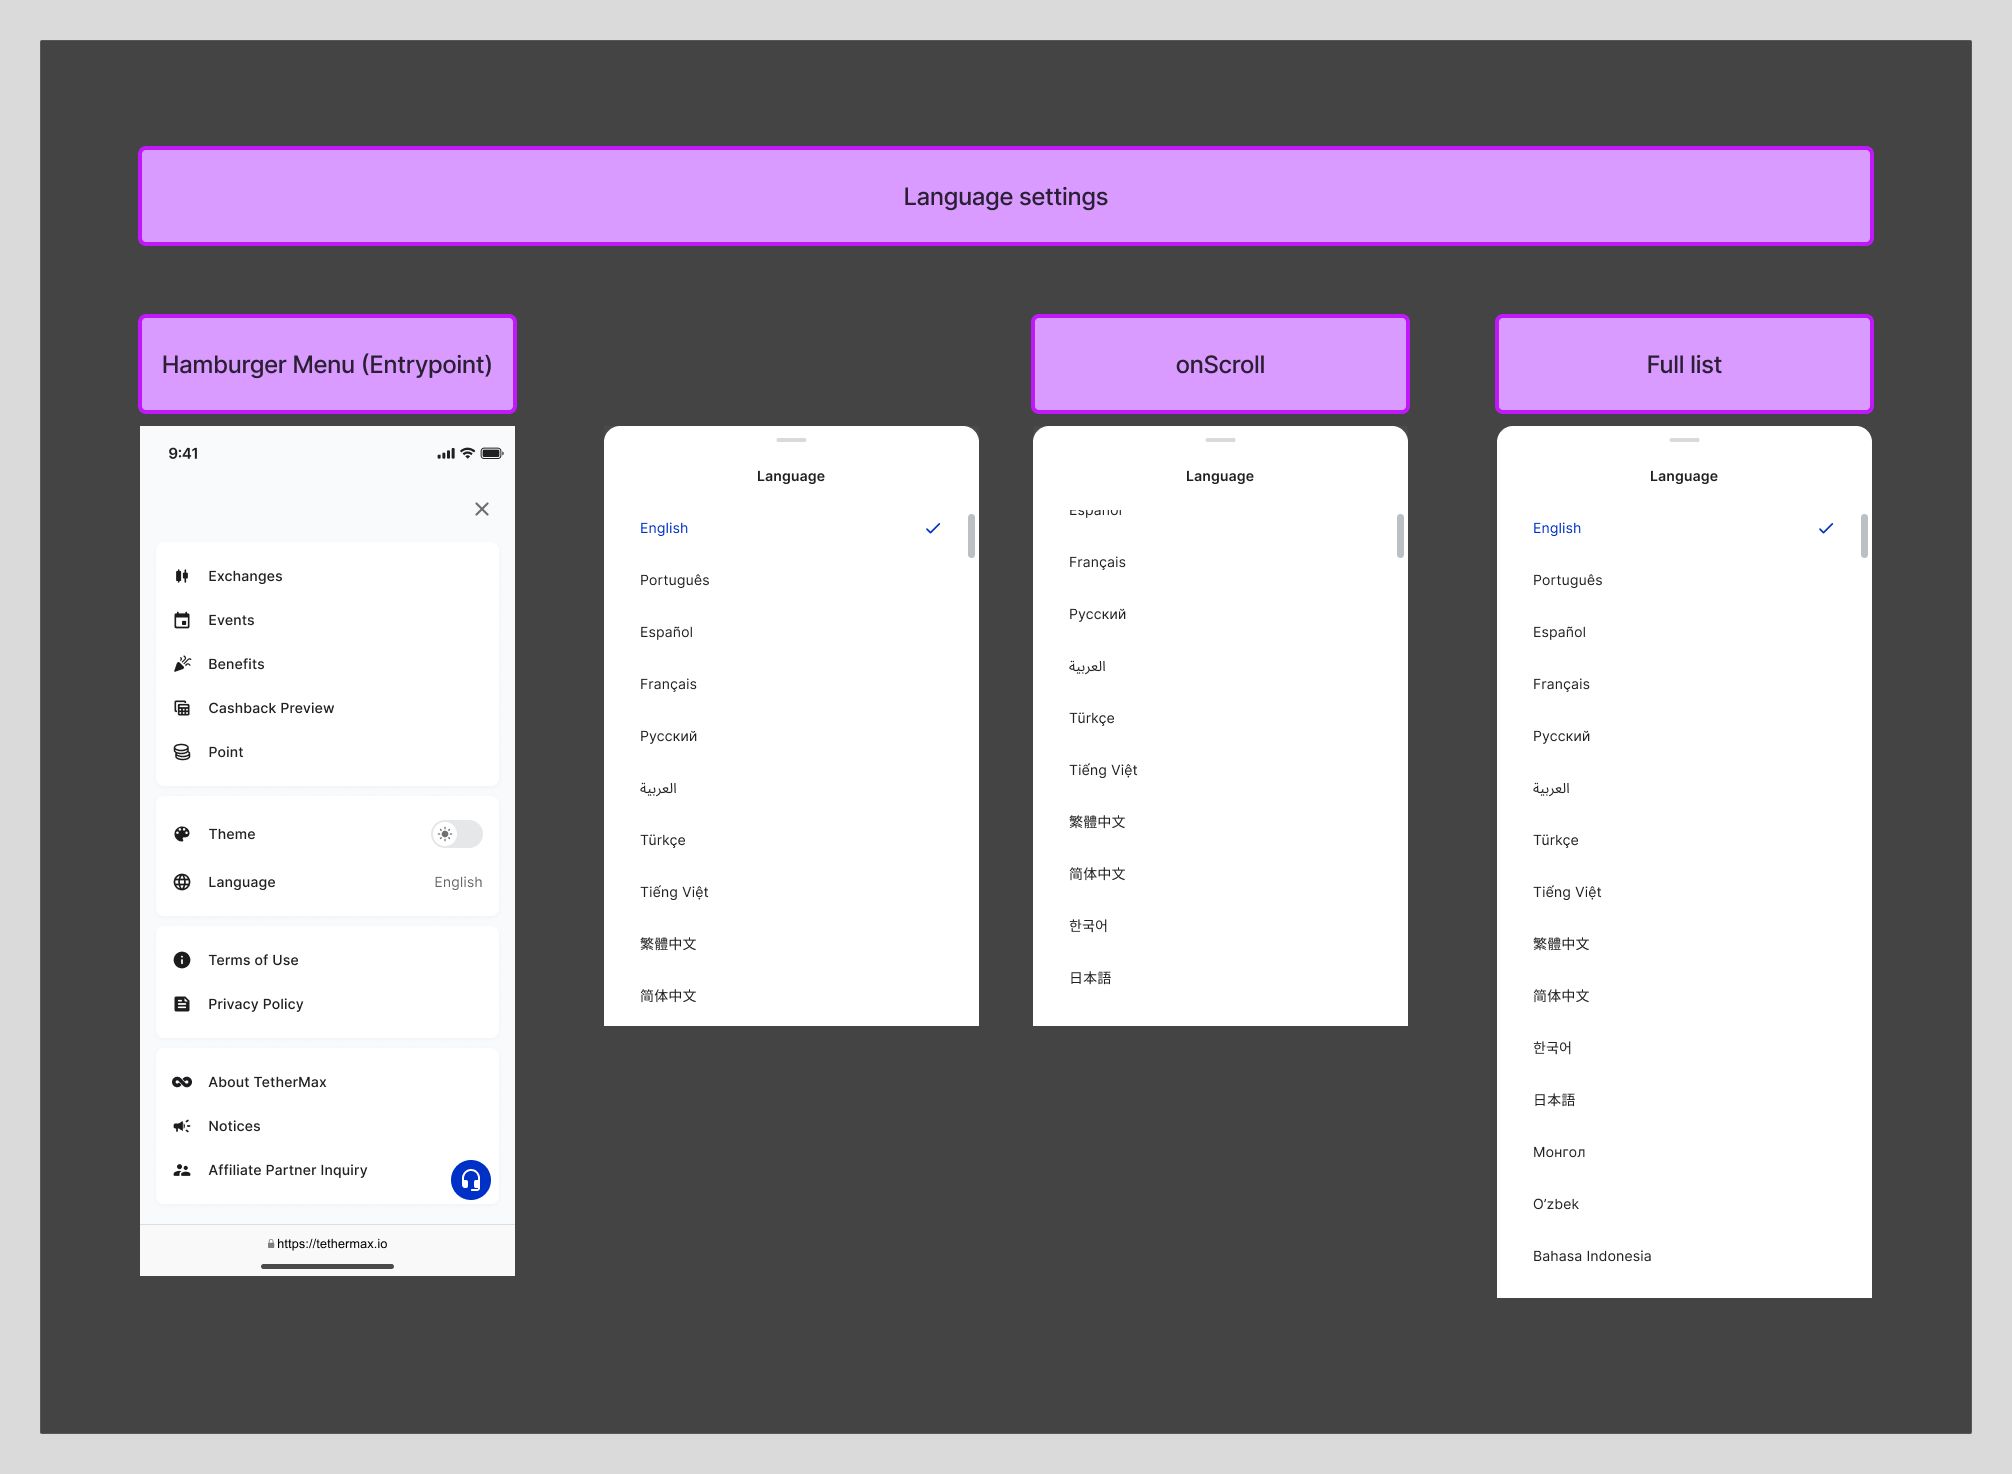 Language settings
Hamburger Menu (Entrypoint)
9:41
Exchanges
Events
Benefits
Cashback Preview
Point
Theme
Language English
Terms of Use
Privacy Policy
About TetherMax
Notices
Affiliate Partner Inquiry
https://tethermax.io
Language
English
Português
Español
Français
Русский
العربية
Türkçe
Tiếng Việt
繁體中文
简体中文
onScroll
Language
Español
Français
Русский
العربية
Türkçe
Tiếng Việt
繁體中文
简体中文
한국어
日本語
Full list
Language
English
Português
Español
Français
Русский
العربية
Türkçe
Tiếng Việt
繁體中文
简体中文
한국어
日本語
Монгол
O’zbek
Bahasa Indonesia